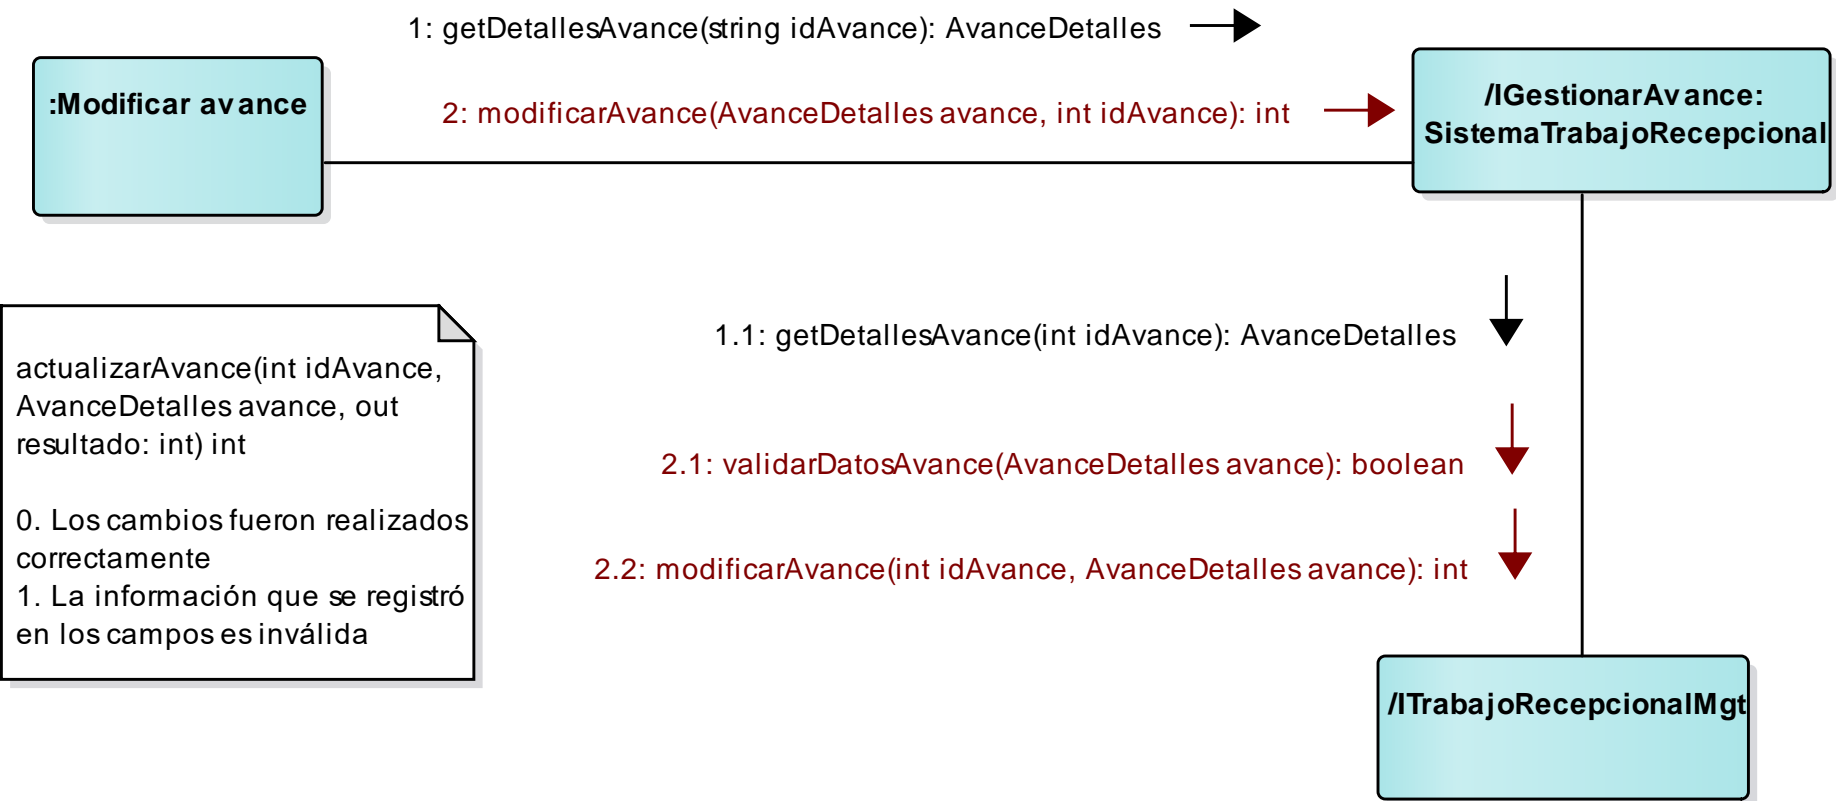 1: getDetallesAvance(string idAvance): AvanceDetalles
:Modificar avance
2: modificarAvance(AvanceDetalles avance, int idAvance): int
/IGestionarAvance:
SistemaTrabajoRecepcional
actualizarAvance(int idAvance,
AvanceDetalles avance, out
resultado: int) int
0. Los cambios fueron realizados
correctamente
1. La información que se registró
en los campos es inválida
1.1: getDetallesAvance(int idAvance): AvanceDetalles
2.1: validarDatosAvance(AvanceDetalles avance): boolean
2.2: modificarAvance(int idAvance, AvanceDetalles avance): int
/ITrabajoRecepcionalMgt